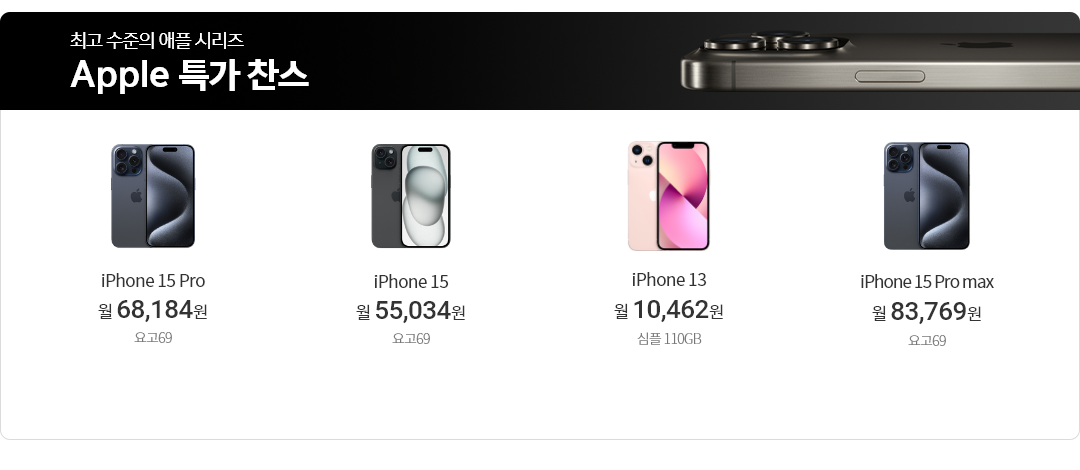 최고 수준의 애플 시리즈
Apple 특가 찬스
iPhone 15 Pro
월 68,184원
요고69
iPhone 15
월 55,034원
요고69
iPhone 13
월 10,462원
심플 110GB
iPhone 15 Pro max
월 83,769원
요고69